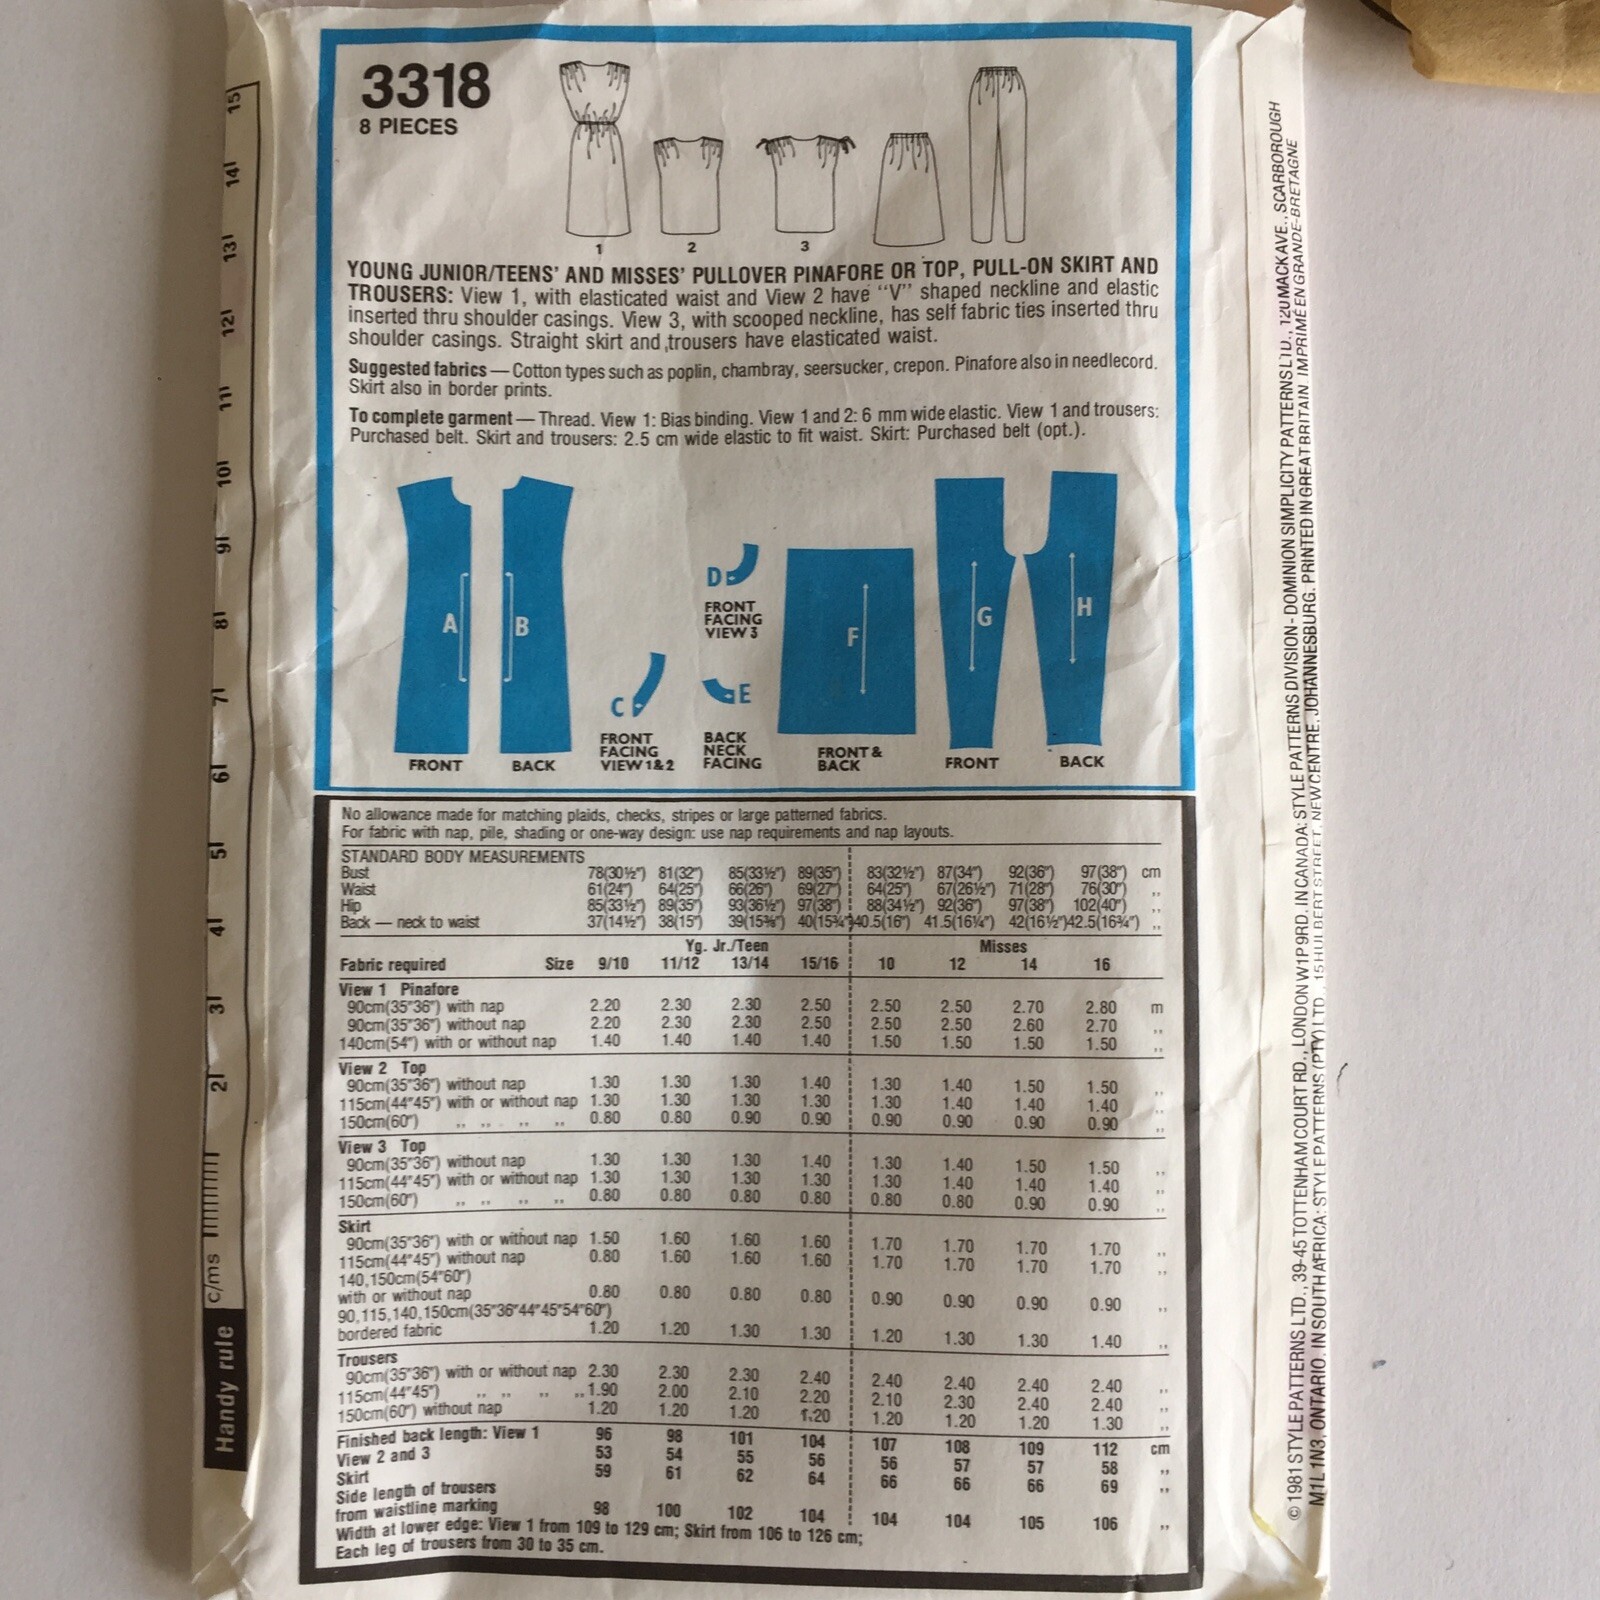 3318
8 PIECES
1
2
3
YOUNG JUNIOR/TEENS' AND MISSES' PULLOVER PINAFORE OR TOP, PULL-ON SKIRT AND
TROUSERS: View 1, with elasticated waist and View 2 have "V" shaped neckline and elastic
inserted thru shoulder casings. View 3, with scooped neckline, has self fabric ties inserted thru
shoulder casings. Straight skirt and trousers have elasticated waist.
Suggested fabrics — Cotton types such as poplin, chambray, seersucker, crepon. Pinafore also in needlecord.
Skirt also in border prints.
To complete garment — Thread. View 1: Bias binding. View 1 and 2: 6 mm wide elastic. View 1 and trousers:
Purchased belt. Skirt and trousers: 2.5 cm wide elastic to fit waist. Skirt: Purchased belt (opt.).
A
FRONT
B
BACK
C
FRONT
FACING
VIEW 1&2
D
FRONT
FACING
VIEW 3
E
BACK
NECK
FACING
F
FRONT &
BACK
G
FRONT
H
BACK
No allowance made for matching plaids, checks, stripes or large patterned fabrics.
For fabric with nap, pile, shading or one-way design: use nap requirements and nap layouts.
STANDARD BODY MEASUREMENTS
Bust 78(30½") 81(32") 85(33½") 89(35") 83(32½") 87(34") 92(36") 97(38") cm
Waist 61(24") 64(25") 66(26") 69(27") 64(25") 67(26½") 71(28") 76(30") ,,
Hip 85(33½") 89(35") 93(36½") 97(38") 88(34½") 92(36") 97(38") 102(40") ,,
Back — neck to waist 37(14½") 38(15") 39(15⅜") 40(15¾") 40.5(16") 41.5(16¼") 42(16½") 42.5(16¾") ,,
Yg. Jr./Teen Misses
Fabric required Size 9/10 11/12 13/14 15/16 10 12 14 16
View 1 Pinafore
90cm(35"36") with nap 2.20 2.30 2.30 2.50 2.50 2.50 2.70 2.80 m
90cm(35"36") without nap 2.20 2.30 2.30 2.50 2.50 2.50 2.60 2.70 ,,
140cm(54") with or without nap 1.40 1.40 1.40 1.40 1.50 1.50 1.50 1.50 ,,
View 2 Top
90cm(35"36") without nap 1.30 1.30 1.30 1.40 1.30 1.40 1.50 1.50 ,,
115cm(44"45") with or without nap 1.30 1.30 1.30 1.30 1.30 1.40 1.40 1.40 ,,
150cm(60") ,, ,, ,, ,, 0.80 0.80 0.90 0.90 0.90 0.90 0.90 0.90 ,,
View 3 Top
90cm(35"36") without nap 1.30 1.30 1.30 1.40 1.30 1.40 1.50 1.50 ,,
115cm(44"45") with or without nap 1.30 1.30 1.30 1.30 1.30 1.40 1.40 1.40 ,,
150cm(60") ,, ,, ,, ,, 0.80 0.80 0.80 0.80 0.80 0.80 0.90 0.90 ,,
Skirt
90cm(35"36") with or without nap 1.50 1.60 1.60 1.60 1.70 1.70 1.70 1.70 ,,
115cm(44"45") without nap 0.80 1.60 1.60 1.60 1.70 1.70 1.70 1.70 ,,
140,150cm(54"60")
with or without nap 0.80 0.80 0.80 0.80 0.90 0.90 0.90 0.90 ,,
90,115,140,150cm(35"36"44"45"54"60")
bordered fabric 1.20 1.20 1.30 1.30 1.20 1.30 1.30 1.40 ,,
Trousers
90cm(35"36") with or without nap 2.30 2.30 2.30 2.40 2.40 2.40 2.40 2.40 ,,
115cm(44"45") ,, ,, ,, ,, 1.90 2.00 2.10 2.20 2.10 2.30 2.40 2.40 ,,
150cm(60") without nap 1.20 1.20 1.20 1.20 1.20 1.20 1.20 1.30 ,,
Finished back length: View 1 96 98 101 104 107 108 109 112 cm
View 2 and 3 53 54 55 56 56 57 57 58 ,,
Skirt 59 61 62 64 66 66 66 69 ,,
Side length of trousers
from waistline marking 98 100 102 104 104 104 105 106 ,,
Width at lower edge: View 1 from 109 to 129 cm; Skirt from 106 to 126 cm;
Each leg of trousers from 30 to 35 cm.
Handy rule c/ms 2 3 4 5 6 7 8 9 10 11 12 13 14 15
© 1981 STYLE PATTERNS LTD., 39-45 TOTTENHAM COURT RD., LONDON W1P 9RD. IN CANADA: STYLE PATTERNS DIVISION - DOMINION SIMPLICITY PATTERNS LTD., 120 MACK AVE., SCARBOROUGH
M1L 1N3, ONTARIO. IN SOUTH AFRICA: STYLE PATTERNS (PTY) LTD., 15 HULBERT STREET, NEW CENTRE, JOHANNESBURG. PRINTED IN GREAT BRITAIN. IMPRIMÉ EN GRANDE-BRETAGNE